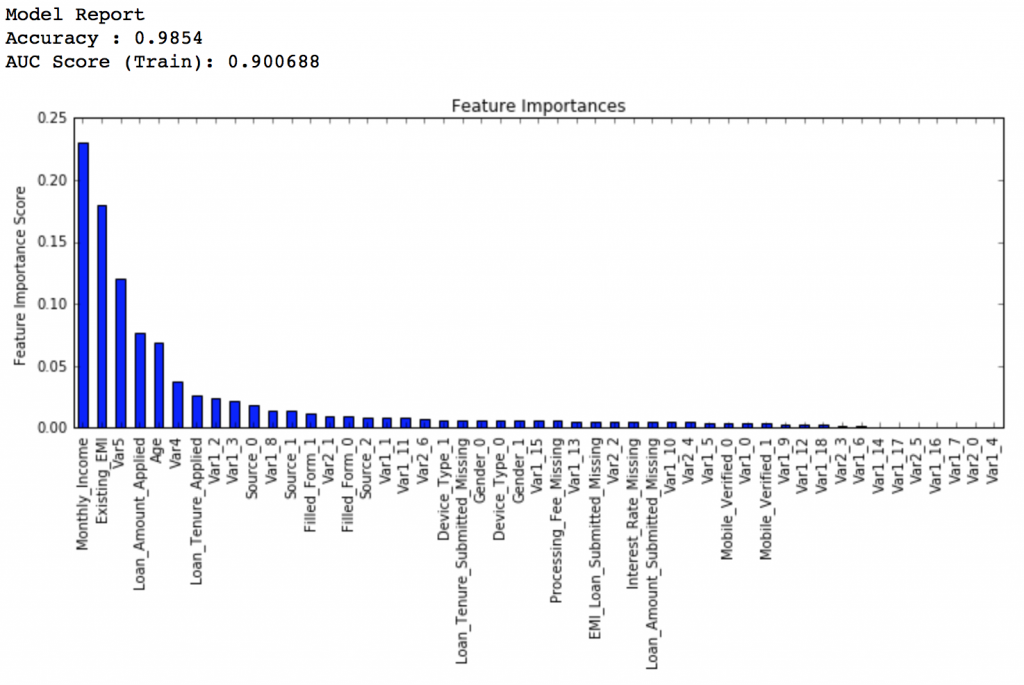 Model Report
Accuracy : 0.9854
AUC Score (Train): 0.900688
Feature Importances
Feature Importance Score
0.25
0.20
0.15
0.10
0.05
0.00
Monthly_Income
Existing_EMI
Var5
Loan_Amount_Applied
Age
Var4
Loan_Tenure_Applied
Var1_2
Var1_3
Source_0
Var1_8
Source_1
Filled_Form_1
Var2_1
Filled_Form_0
Source_2
Var1_1
Var1_11
Var2_6
Device_Type_1
Loan_Tenure_Submitted_Missing
Gender_0
Device_Type_0
Gender_1
Var1_15
Processing_Fee_Missing
Var1_13
EMI_Loan_Submitted_Missing
Var2_2
Interest_Rate_Missing
Loan_Amount_Submitted_Missing
Var1_10
Var2_4
Var1_5
Mobile_Verified_0
Var1_0
Mobile_Verified_1
Var1_9
Var1_12
Var1_18
Var2_3
Var1_6
Var1_14
Var1_17
Var2_5
Var1_16
Var1_7
Var2_0
Var1_4